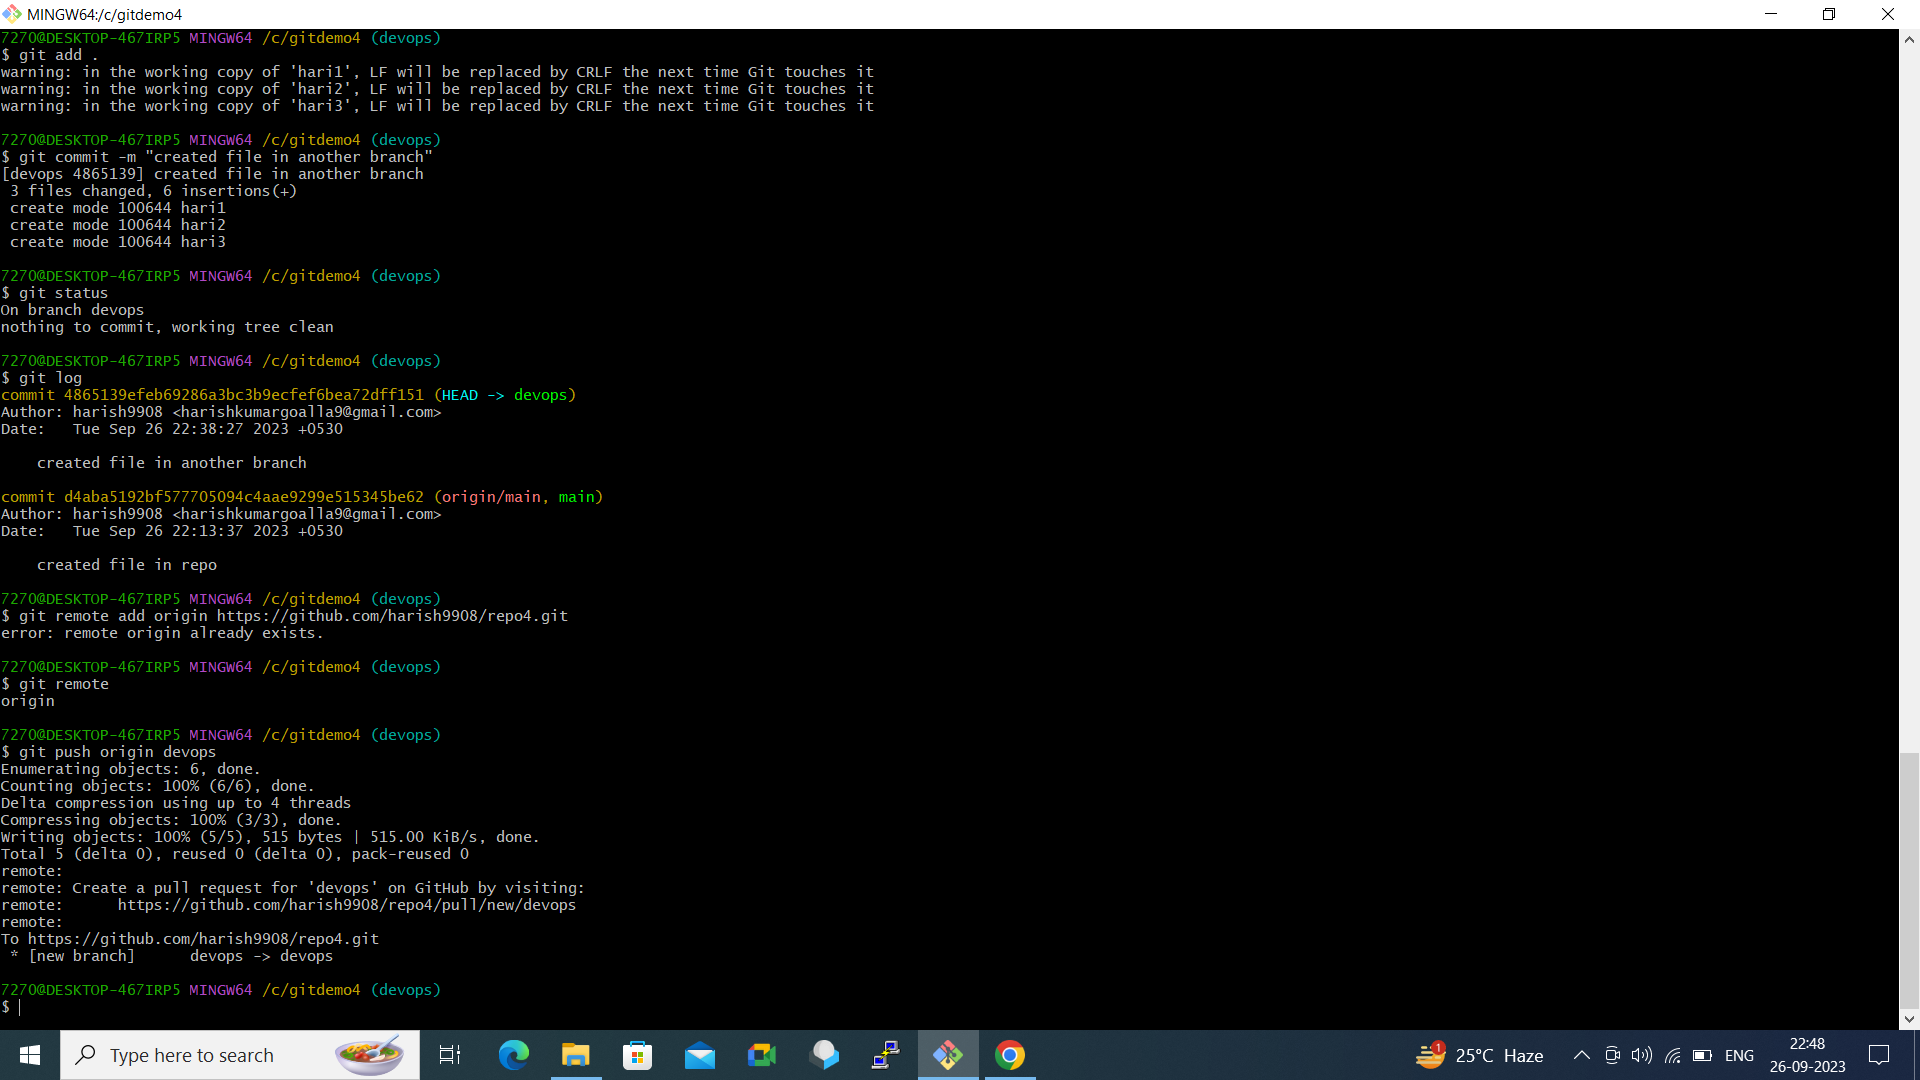 MINGW64:/c/gitdemo4
7270@DESKTOP-467IRP5 MINGW64 /c/gitdemo4 (devops)
$ git add .
warning: in the working copy of 'hari1', LF will be replaced by CRLF the next time Git touches it
warning: in the working copy of 'hari2', LF will be replaced by CRLF the next time Git touches it
warning: in the working copy of 'hari3', LF will be replaced by CRLF the next time Git touches it
7270@DESKTOP-467IRP5 MINGW64 /c/gitdemo4 (devops)
$ git commit -m "created file in another branch"
[devops 4865139] created file in another branch
3 files changed, 6 insertions(+)
create mode 100644 hari1
create mode 100644 hari2
create mode 100644 hari3
7270@DESKTOP-467IRP5 MINGW64 /c/gitdemo4 (devops)
$ git status
On branch devops
nothing to commit, working tree clean
7270@DESKTOP-467IRP5 MINGW64 /c/gitdemo4 (devops)
$ git log
commit 4865139efeb69286a3bc3b9ecfef6bea72dff151 (HEAD -> devops)
Author: harish9908 <harishkumargoalla9@gmail.com>
Date:   Tue Sep 26 22:38:27 2023 +0530
created file in another branch
commit d4aba5192bf577705094c4aae9299e515345be62 (origin/main, main)
Author: harish9908 <harishkumargoalla9@gmail.com>
Date:   Tue Sep 26 22:13:37 2023 +0530
created file in repo
7270@DESKTOP-467IRP5 MINGW64 /c/gitdemo4 (devops)
$ git remote add origin https://github.com/harish9908/repo4.git
error: remote origin already exists.
7270@DESKTOP-467IRP5 MINGW64 /c/gitdemo4 (devops)
$ git remote
origin
7270@DESKTOP-467IRP5 MINGW64 /c/gitdemo4 (devops)
$ git push origin devops
Enumerating objects: 6, done.
Counting objects: 100% (6/6), done.
Delta compression using up to 4 threads
Compressing objects: 100% (3/3), done.
Writing objects: 100% (5/5), 515 bytes | 515.00 KiB/s, done.
Total 5 (delta 0), reused 0 (delta 0), pack-reused 0
remote:
remote: Create a pull request for 'devops' on GitHub by visiting:
remote:      https://github.com/harish9908/repo4/pull/new/devops
remote:
To https://github.com/harish9908/repo4.git
* [new branch]      devops -> devops
7270@DESKTOP-467IRP5 MINGW64 /c/gitdemo4 (devops)
$
Type here to search
1
25°C Haze
ENG
22:48
26-09-2023